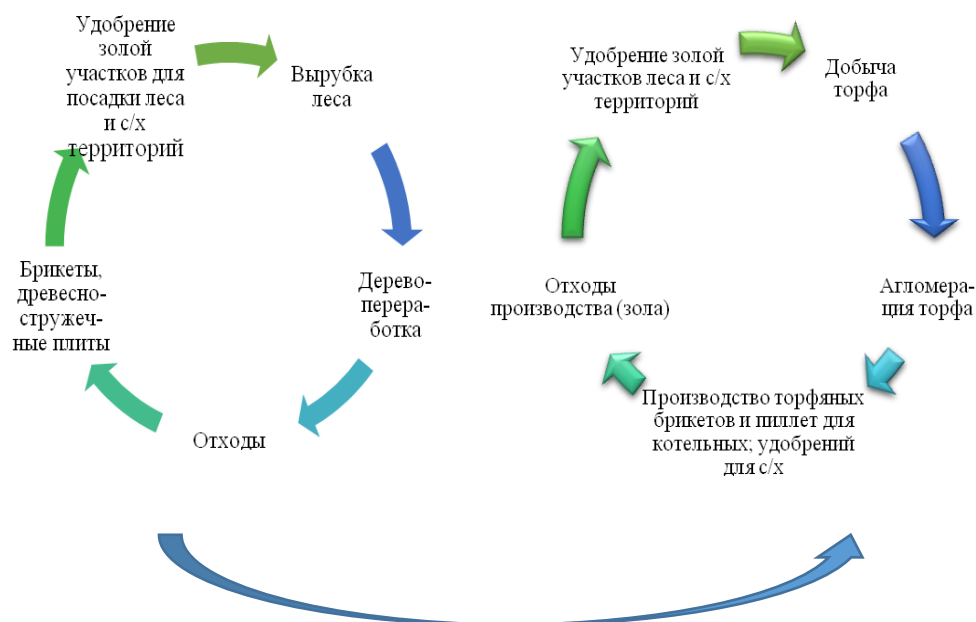 Удобрение
золой
участков для
посадки леса
и с/х
территорий
Вырубка
леса
Дерево-
перера-
ботка
Отходы
Брикеты,
древесно-
стружеч-
ные плиты
Удобрение золой
участков леса и с/х
территорий
Добыча
торфа
Агломера-
ция торфа
Производство торфяных
брикетов и пиллет для
котельных; удобрений
для с/х
Отходы
производства (зола)